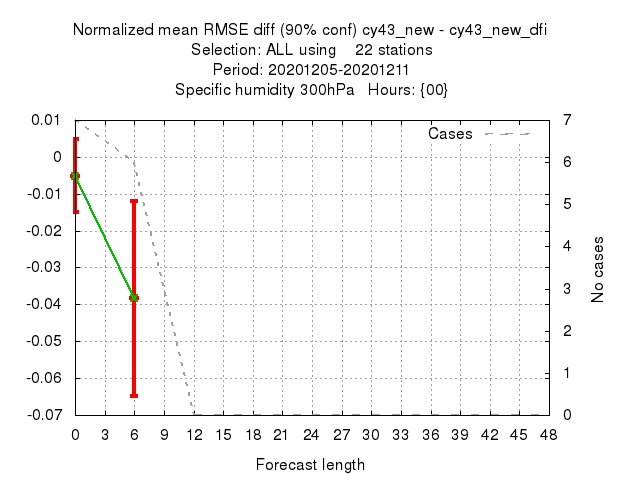 Normalized mean RMSE diff (90% conf) cy43_new - cy43_new_dfi
Selection: ALL using    22 stations
Period: 20201205-20201211
Specific humidity 300hPa   Hours: {00}
Cases
0.01
0
-0.01
-0.02
-0.03
-0.04
-0.05
-0.06
-0.07
7
6
5
4
3
2
1
0
No cases
0 3 6 9 12 15 18 21 24 27 30 33 36 39 42 45 48
Forecast length